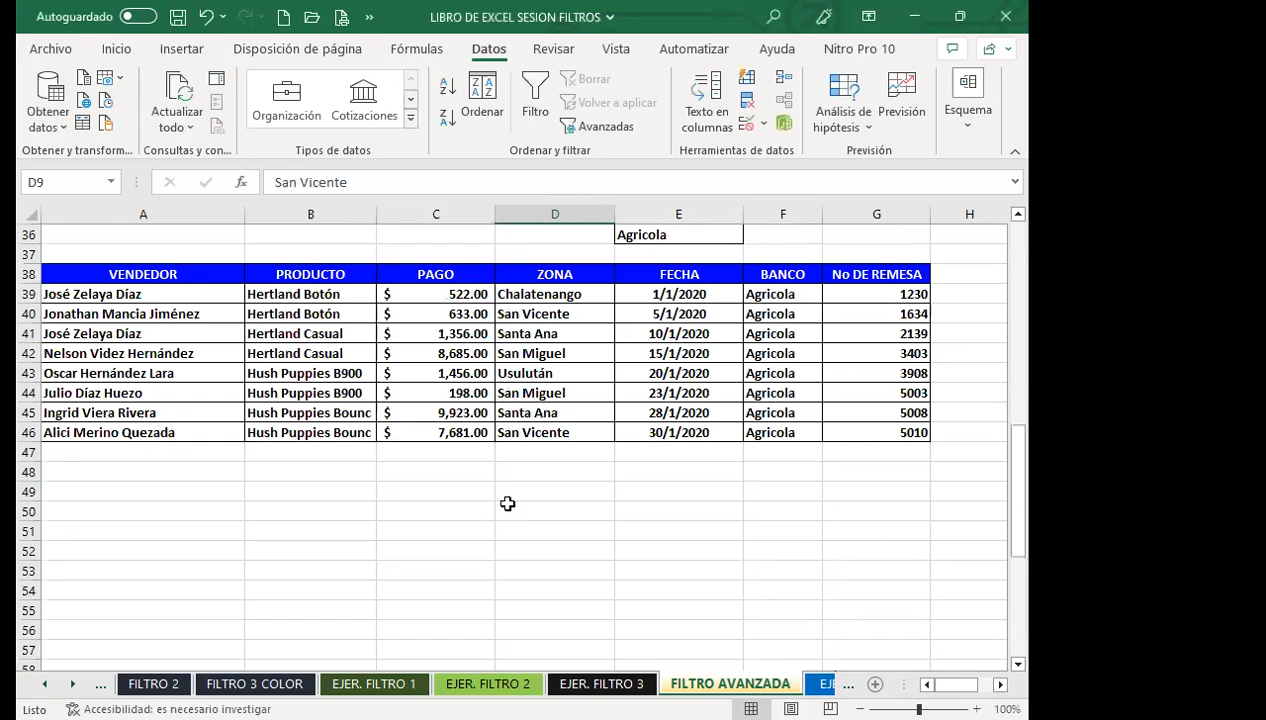 Autoguardado LIBRO DE EXCEL SESION FILTROS
Archivo Inicio Insertar Disposición de página Fórmulas Datos Revisar Vista Automatizar Ayuda Nitro Pro 10
Obtener datos Actualizar todo Organización Cotizaciones Ordenar Filtro Borrar Volver a aplicar Avanzadas Texto en columnas Análisis de hipótesis Previsión Esquema
Obtener y transform... Consultas y con... Tipos de datos Ordenar y filtrar Herramientas de datos Previsión
D9 fx San Vicente
A B C D E F G H
36 Agricola
37
38 VENDEDOR PRODUCTO PAGO ZONA FECHA BANCO No DE REMESA
39 José Zelaya Díaz Hertland Botón $ 522.00 Chalatenango 1/1/2020 Agricola 1230
40 Jonathan Mancia Jiménez Hertland Botón $ 633.00 San Vicente 5/1/2020 Agricola 1634
41 José Zelaya Díaz Hertland Casual $ 1,356.00 Santa Ana 10/1/2020 Agricola 2139
42 Nelson Videz Hernández Hertland Casual $ 8,685.00 San Miguel 15/1/2020 Agricola 3403
43 Oscar Hernández Lara Hush Puppies B900 $ 1,456.00 Usulután 20/1/2020 Agricola 3908
44 Julio Díaz Huezo Hush Puppies B900 $ 198.00 San Miguel 23/1/2020 Agricola 5003
45 Ingrid Viera Rivera Hush Puppies Bounc $ 9,923.00 Santa Ana 28/1/2020 Agricola 5008
46 Alici Merino Quezada Hush Puppies Bounc $ 7,681.00 San Vicente 30/1/2020 Agricola 5010
47
48
49
50
51
52
53
54
55
56
57
58
... FILTRO 2 FILTRO 3 COLOR EJER. FILTRO 1 EJER. FILTRO 2 EJER. FILTRO 3 FILTRO AVANZADA EJE ...
Listo Accesibilidad: es necesario investigar 100%